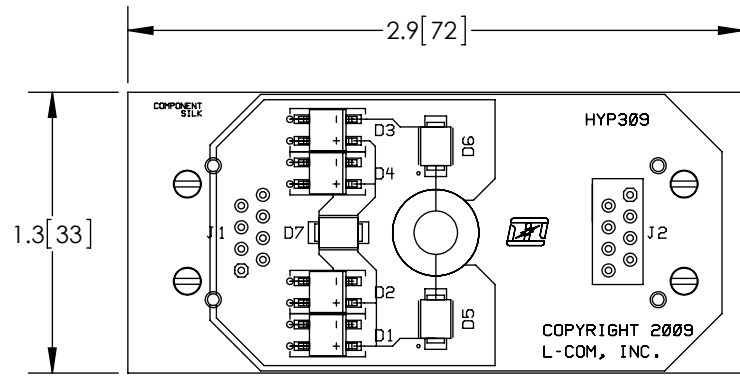 2.9[72]
COMPONENT
SILK
HYP309
D3
D6
D4
1.3[33]
J1
D7
J2
D2
D5
D1
COPYRIGHT 2009
L-COM, INC.